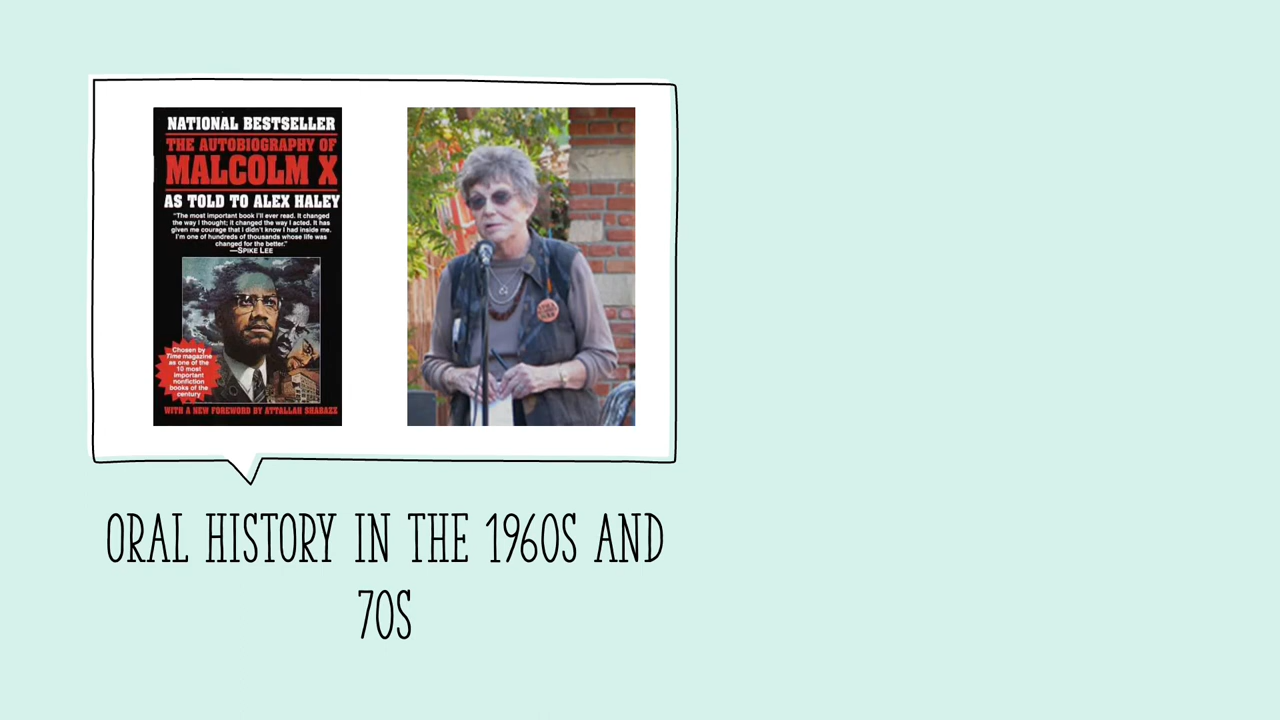 NATIONAL BESTSELLER
THE AUTOBIOGRAPHY OF
MALCOLM X
AS TOLD TO ALEX HALEY
"The most important book I'll ever read. It changed
the way I thought; it changed the way I acted. It has
given me courage that I didn't know I had inside me.
I'm one of hundreds of thousands whose life was
changed for the better."
—SPIKE LEE
Chosen by
Time magazine
as one of the
10 most
important
nonfiction
books of the
century
WITH A NEW FOREWORD BY ATTALLAH SHABAZZ
ORAL HISTORY IN THE 1960S AND
70S